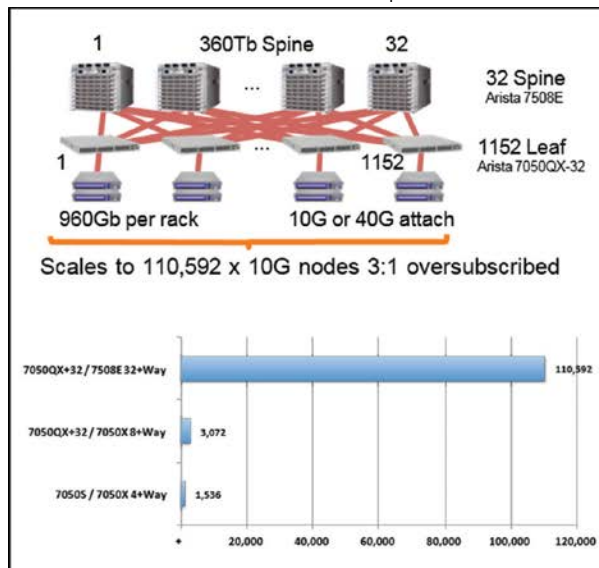 1 360Tb Spine 32
...
32 Spine
Arista 7508E
1 ... 1152
1152 Leaf
Arista 7050QX-32
960Gb per rack 10G or 40G attach
Scales to 110,592 x 10G nodes 3:1 oversubscribed
7050QX+32 / 7508E 32+Way 110,592
7050QX+32 / 7050X 8+Way 3,072
7050S / 7050X 4+Way 1,536
+ 20,000 40,000 60,000 80,000 100,000 120,000